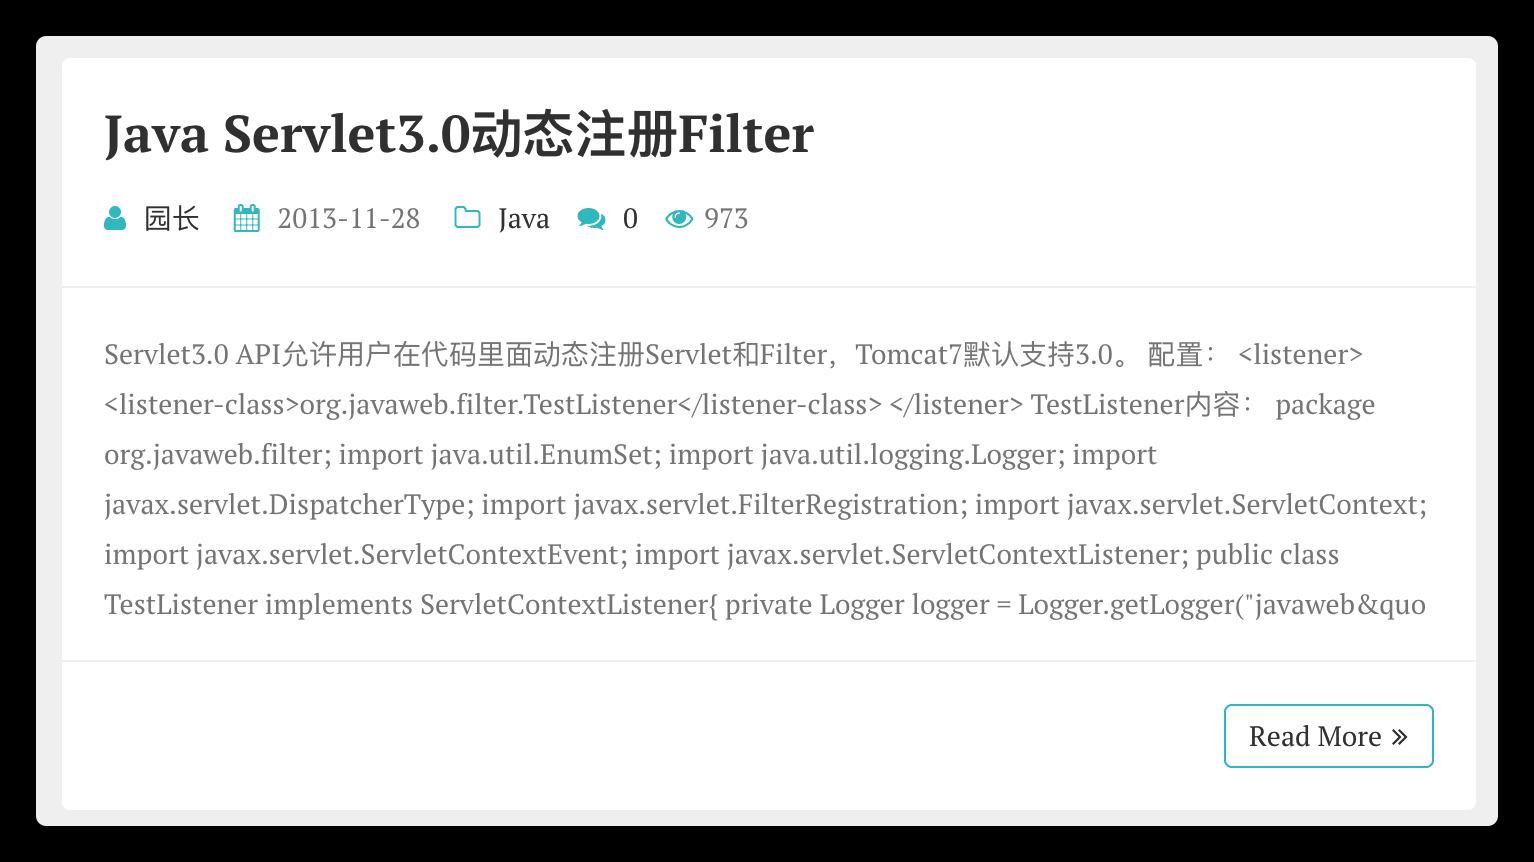 Java Servlet3.0动态注册Filter
园长 2013-11-28 Java 0 973
Servlet3.0 API允许用户在代码里面动态注册Servlet和Filter，Tomcat7默认支持3.0。 配置： <listener>
<listener-class>org.javaweb.filter.TestListener</listener-class> </listener> TestListener内容： package
org.javaweb.filter; import java.util.EnumSet; import java.util.logging.Logger; import
javax.servlet.DispatcherType; import javax.servlet.FilterRegistration; import javax.servlet.ServletContext;
import javax.servlet.ServletContextEvent; import javax.servlet.ServletContextListener; public class
TestListener implements ServletContextListener{ private Logger logger = Logger.getLogger("javaweb&quo
Read More »